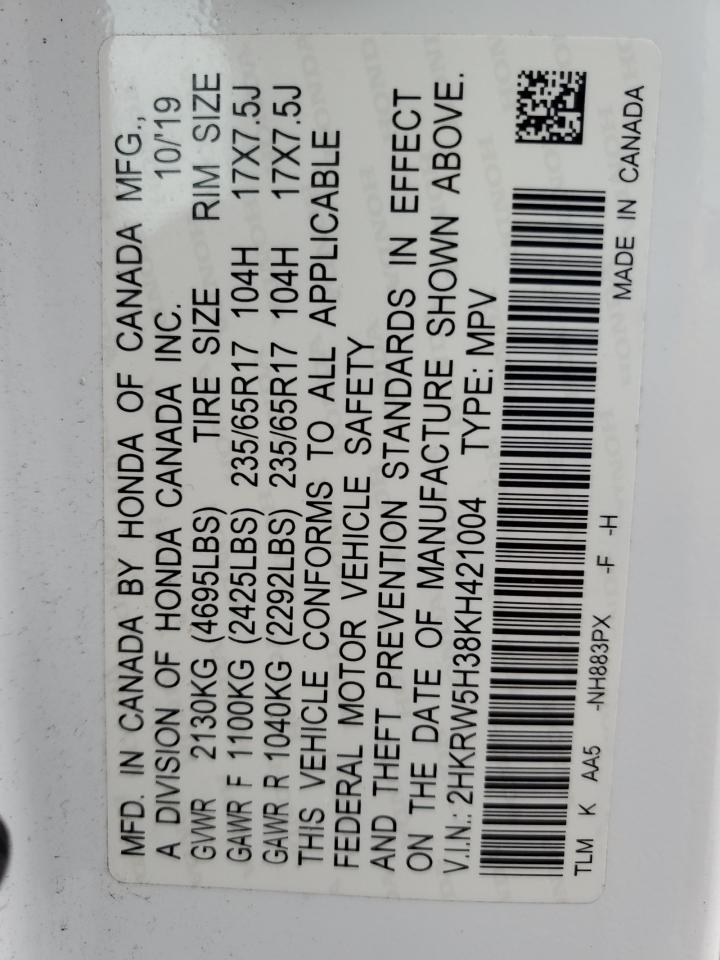 MFD. IN CANADA BY HONDA OF CANADA MFG.,
A DIVISION OF HONDA CANADA INC. 10/'19
GVWR 2130KG (4695LBS) TIRE SIZE RIM SIZE
GAWR F 1100KG (2425LBS) 235/65R17 104H 17X7.5J
GAWR R 1040KG (2292LBS) 235/65R17 104H 17X7.5J
THIS VEHICLE CONFORMS TO ALL APPLICABLE
FEDERAL MOTOR VEHICLE SAFETY
AND THEFT PREVENTION STANDARDS IN EFFECT
ON THE DATE OF MANUFACTURE SHOWN ABOVE.
V.I.N.: 2HKRW5H38KH421004 TYPE: MPV
TLM K AA5 -NH883PX -F -H
MADE IN CANADA